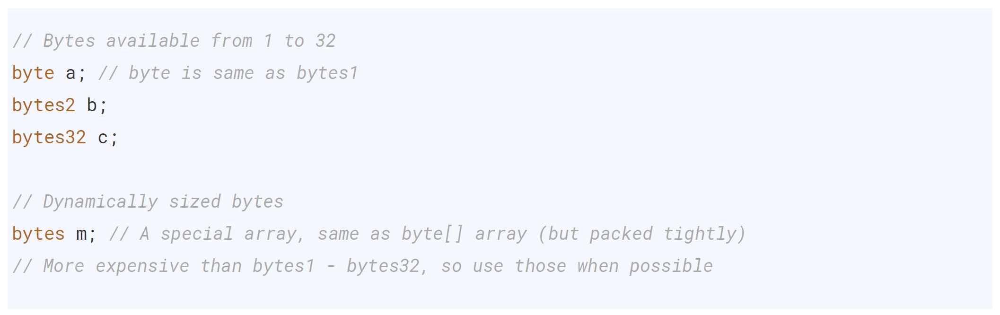 // Bytes available from 1 to 32
byte a; // byte is same as bytes1
bytes2 b;
bytes32 c;
// Dynamically sized bytes
bytes m; // A special array, same as byte[] array (but packed tightly)
// More expensive than bytes1 - bytes32, so use those when possible